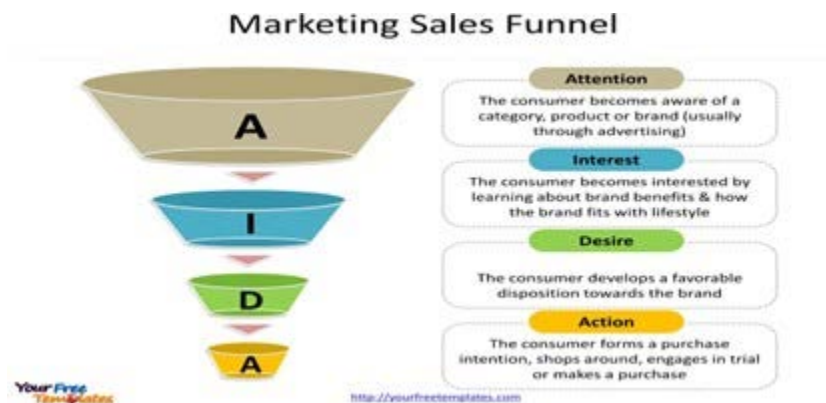 Marketing Sales Funnel
A
I
D
A
Attention
The consumer becomes aware of a
category, product or brand (usually
through advertising)
Interest
The consumer becomes interested by
learning about brand benefits & how
the brand fits with lifestyle
Desire
The consumer develops a favorable
disposition towards the brand
Action
The consumer forms a purchase
intention, shops around, engages in trial
or makes a purchase
Your Free
Templates
http://yourfreetemplates.com